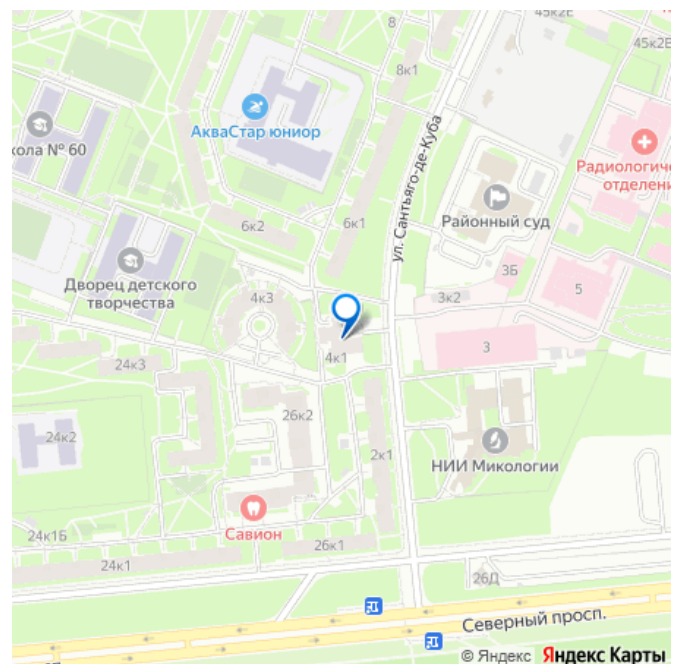 8
45к2Е
45к2Е
8к1
АкваСтар юниор
кола № 60
ул. Сантьяго-де-Куба
Радиологиче
отделени
6к2
6к1
Районный суд
3Б
Дворец детского
творчества
4к3
3к2
5
4к1
3
24к3
26к2
24к2
2к1
НИИ Микологии
Савион
24к1Б
26к1
24к1
26Д
Северный просп.
© Яндекс Яндекс Карты